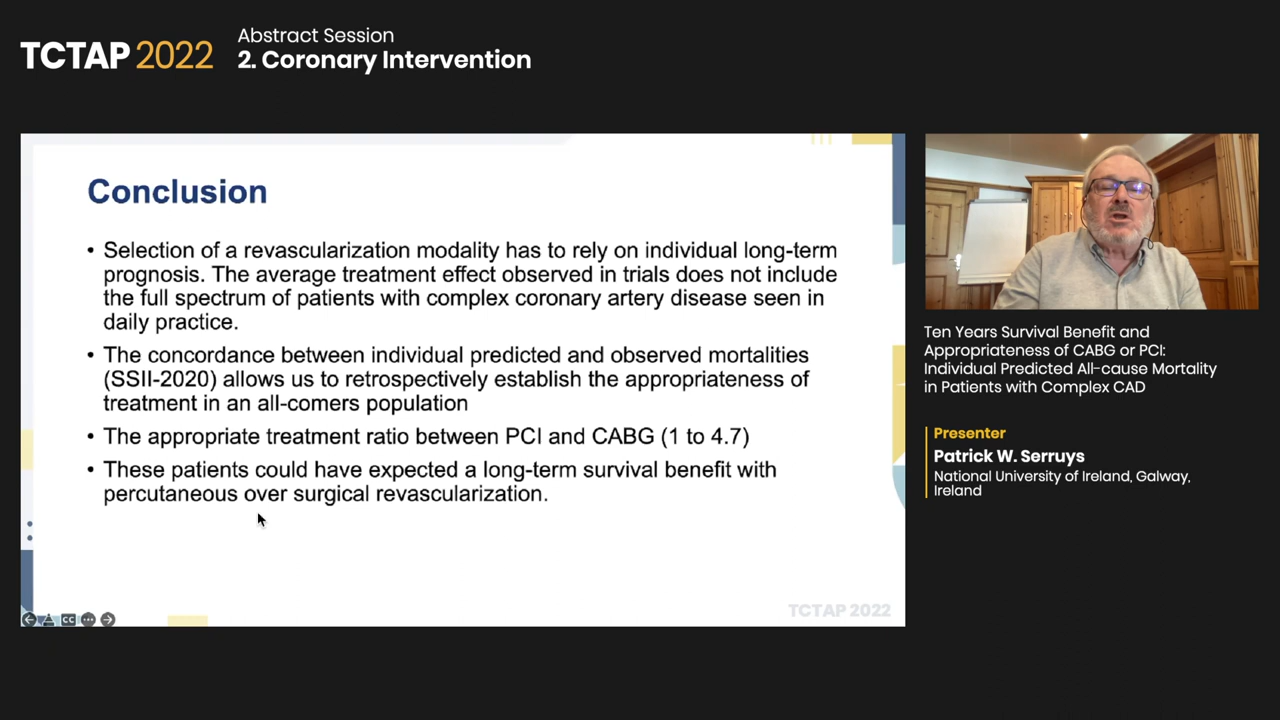 TCTAP 2022
Abstract Session
2. Coronary Intervention
Conclusion
• Selection of a revascularization modality has to rely on individual long-term
prognosis. The average treatment effect observed in trials does not include
the full spectrum of patients with complex coronary artery disease seen in
daily practice.
• The concordance between individual predicted and observed mortalities
(SSII-2020) allows us to retrospectively establish the appropriateness of
treatment in an all-comers population
• The appropriate treatment ratio between PCI and CABG (1 to 4.7)
• These patients could have expected a long-term survival benefit with
percutaneous over surgical revascularization.
CC
TCTAP 2022
Ten Years Survival Benefit and
Appropriateness of CABG or PCI:
Individual Predicted All-cause Mortality
in Patients with Complex CAD
Presenter
Patrick W. Serruys
National University of Ireland, Galway,
Ireland